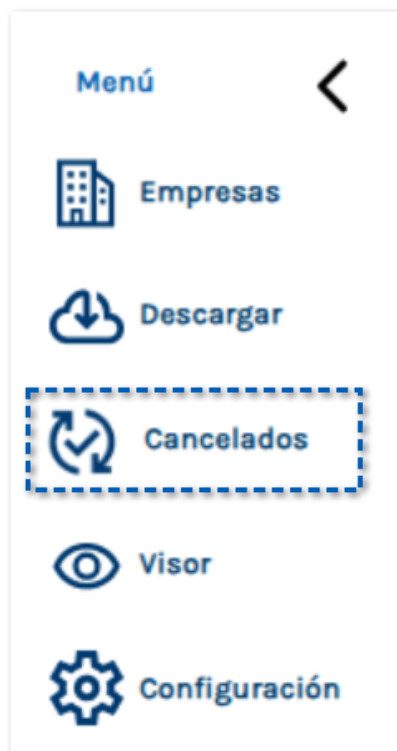 Menú
Empresas
Descargar
Cancelados
Visor
Configuración